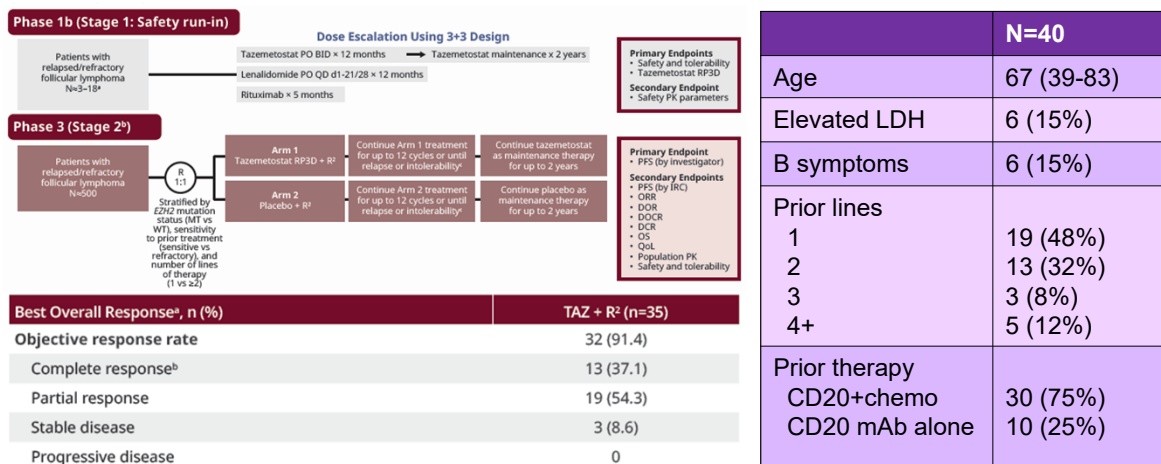 Phase 1b (Stage 1: Safety run-in)
Dose Escalation Using 3+3 Design
Patients with
relapsed/refractory
follicular lymphoma
N≈3–18ᵃ
Tazemetostat PO BID × 12 months
Tazemetostat maintenance x 2 years
Lenalidomide PO QD d1-21/28 × 12 months
Rituximab × 5 months
Primary Endpoints
• Safety and tolerability
• Tazemetostat RP3D
Secondary Endpoint
• Safety PK parameters
Phase 3 (Stage 2ᵇ)
Patients with
relapsed/refractory
follicular lymphoma
N≈500
R
1:1
Stratified by
EZH2 mutation
status (MT vs
WT), sensitivity
to prior treatment
(sensitive vs
refractory), and
number of lines
of therapy
(1 vs ≥2)
Arm 1
Tazemetostat RP3D + R²
Continue Arm 1 treatment
for up to 12 cycles or until
relapse or intolerabilityᶜ
Continue tazemetostat
as maintenance therapy
for up to 2 years
Arm 2
Placebo + R²
Continue Arm 2 treatment
for up to 12 cycles or until
relapse or intolerabilityᶜ
Continue placebo as
maintenance therapy
for up to 2 years
Primary Endpoint
• PFS (by investigator)
Secondary Endpoints
• PFS (by IRC)
• ORR
• DOR
• DOCR
• DCR
• OS
• QoL
• Population PK
• Safety and tolerability
Best Overall Responseᵃ, n (%) TAZ + R² (n=35)
Objective response rate 32 (91.4)
Complete responseᵇ 13 (37.1)
Partial response 19 (54.3)
Stable disease 3 (8.6)
Progressive disease 0
N=40
Age 67 (39-83)
Elevated LDH 6 (15%)
B symptoms 6 (15%)
Prior lines
1 19 (48%)
2 13 (32%)
3 3 (8%)
4+ 5 (12%)
Prior therapy
CD20+chemo 30 (75%)
CD20 mAb alone 10 (25%)